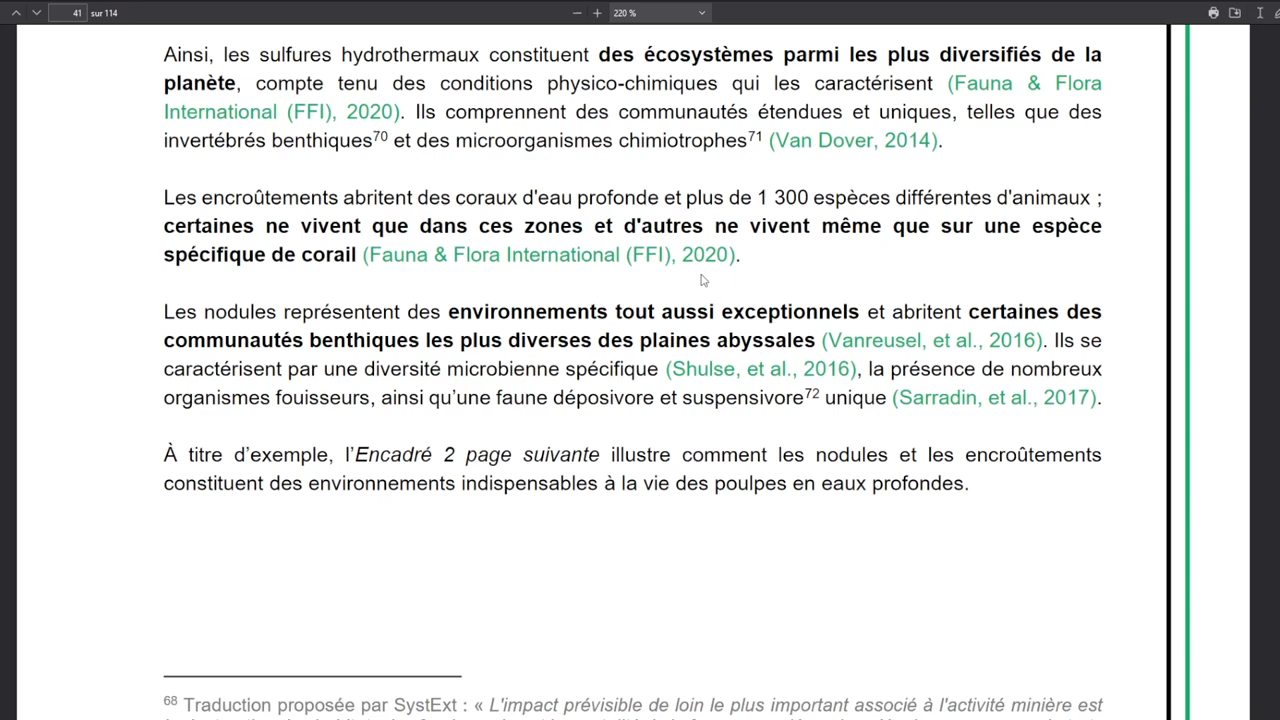 41 sur 114 220 %
Ainsi, les sulfures hydrothermaux constituent des écosystèmes parmi les plus diversifiés de la
planète, compte tenu des conditions physico-chimiques qui les caractérisent (Fauna & Flora
International (FFI), 2020). Ils comprennent des communautés étendues et uniques, telles que des
invertébrés benthiques⁷⁰ et des microorganismes chimiotrophes⁷¹ (Van Dover, 2014).
Les encroûtements abritent des coraux d'eau profonde et plus de 1 300 espèces différentes d'animaux ;
certaines ne vivent que dans ces zones et d'autres ne vivent même que sur une espèce
spécifique de corail (Fauna & Flora International (FFI), 2020).
Les nodules représentent des environnements tout aussi exceptionnels et abritent certaines des
communautés benthiques les plus diverses des plaines abyssales (Vanreusel, et al., 2016). Ils se
caractérisent par une diversité microbienne spécifique (Shulse, et al., 2016), la présence de nombreux
organismes fouisseurs, ainsi qu’une faune déposivore et suspensivore⁷² unique (Sarradin, et al., 2017).
À titre d’exemple, l’Encadré 2 page suivante illustre comment les nodules et les encroûtements
constituent des environnements indispensables à la vie des poulpes en eaux profondes.
⁶⁸ Traduction proposée par SystExt : « L'impact prévisible de loin le plus important associé à l'activité minière est